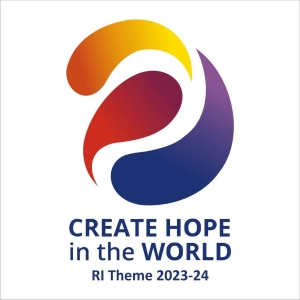 CREATE HOPE
in the WORLD
RI Theme 2023-24